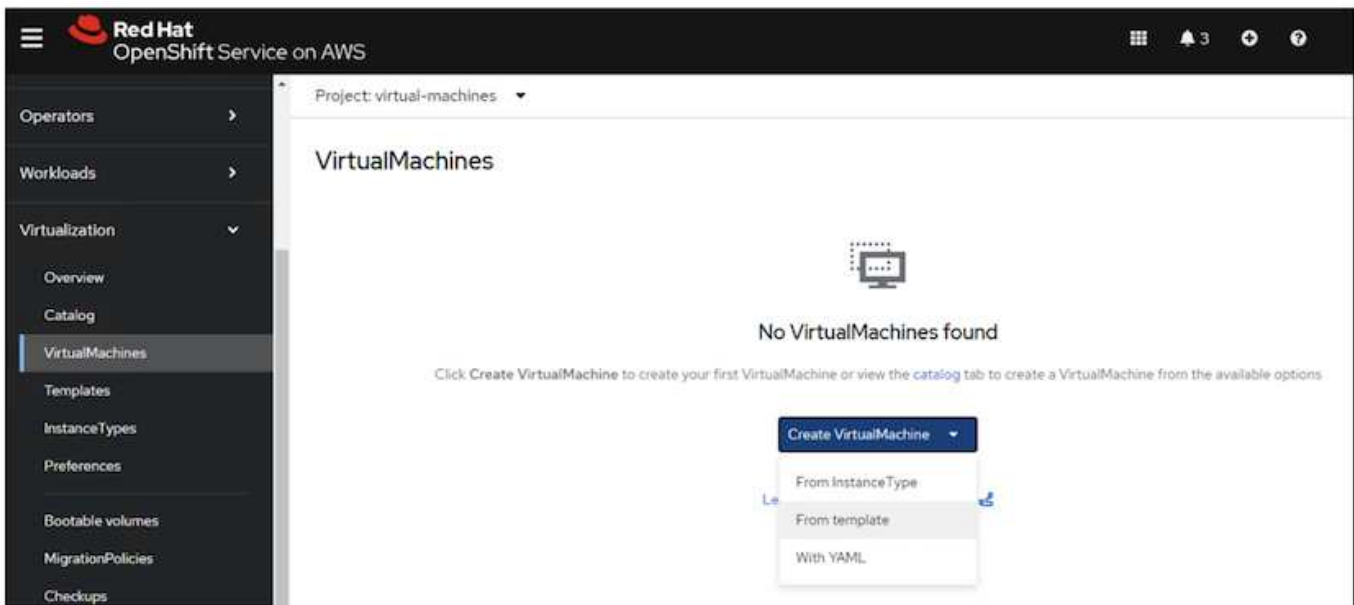 Red Hat
OpenShift Service on AWS
3
Operators
Workloads
Virtualization
Overview
Catalog
VirtualMachines
Templates
InstanceTypes
Preferences
Bootable volumes
MigrationPolicies
Checkups
Project: virtual-machines
VirtualMachines
No VirtualMachines found
Click Create VirtualMachine to create your first VirtualMachine or view the catalog tab to create a VirtualMachine from the available options
Create VirtualMachine
From InstanceType
Le
From template
With YAML